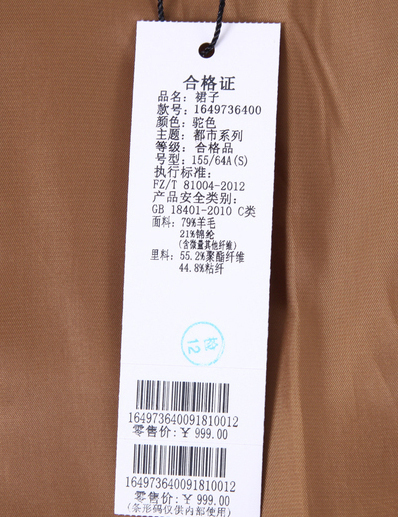 合格证
品名：裙子
款号：1649736400
颜色：驼色
主题：都市系列
等级：合格品
号型：155/64A(S)
执行标准：
FZ/T 81004-2012
产品安全类别：
GB 18401-2010 C类
面料：79%羊毛
21%锦纶
(含微量其他纤维)
里料：55.2%聚酯纤维
44.8%粘纤
检
12
164973640091810012
零售价：￥ 999.00
164973640091810012
零售价：￥ 999.00
(条形码仅供内部使用)